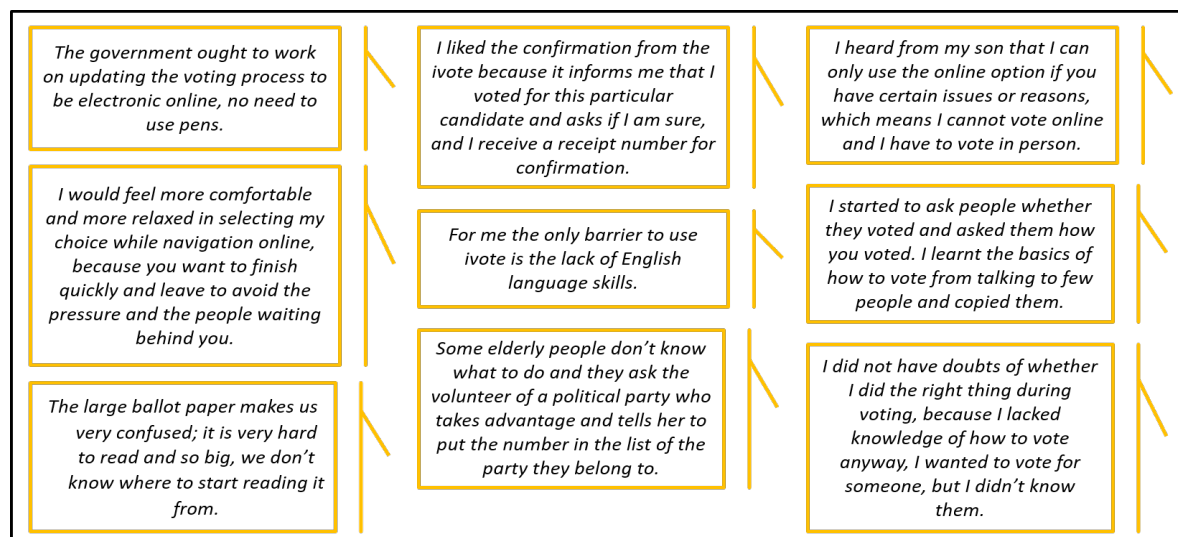 The government ought to work
on updating the voting process to
be electronic online, no need to
use pens.
I would feel more comfortable
and more relaxed in selecting my
choice while navigation online,
because you want to finish
quickly and leave to avoid the
pressure and the people waiting
behind you.
The large ballot paper makes us
very confused; it is very hard
to read and so big, we don't
know where to start reading it
from.
I liked the confirmation from the
ivote because it informs me that I
voted for this particular
candidate and asks if I am sure,
and I receive a receipt number for
confirmation.
For me the only barrier to use
ivote is the lack of English
language skills.
Some elderly people don't know
what to do and they ask the
volunteer of a political party who
takes advantage and tells her to
put the number in the list of the
party they belong to.
I heard from my son that I can
only use the online option if you
have certain issues or reasons,
which means I cannot vote online
and I have to vote in person.
I started to ask people whether
they voted and asked them how
you voted. I learnt the basics of
how to vote from talking to few
people and copied them.
I did not have doubts of whether
I did the right thing during
voting, because I lacked
knowledge of how to vote
anyway, I wanted to vote for
someone, but I didn't know
them.